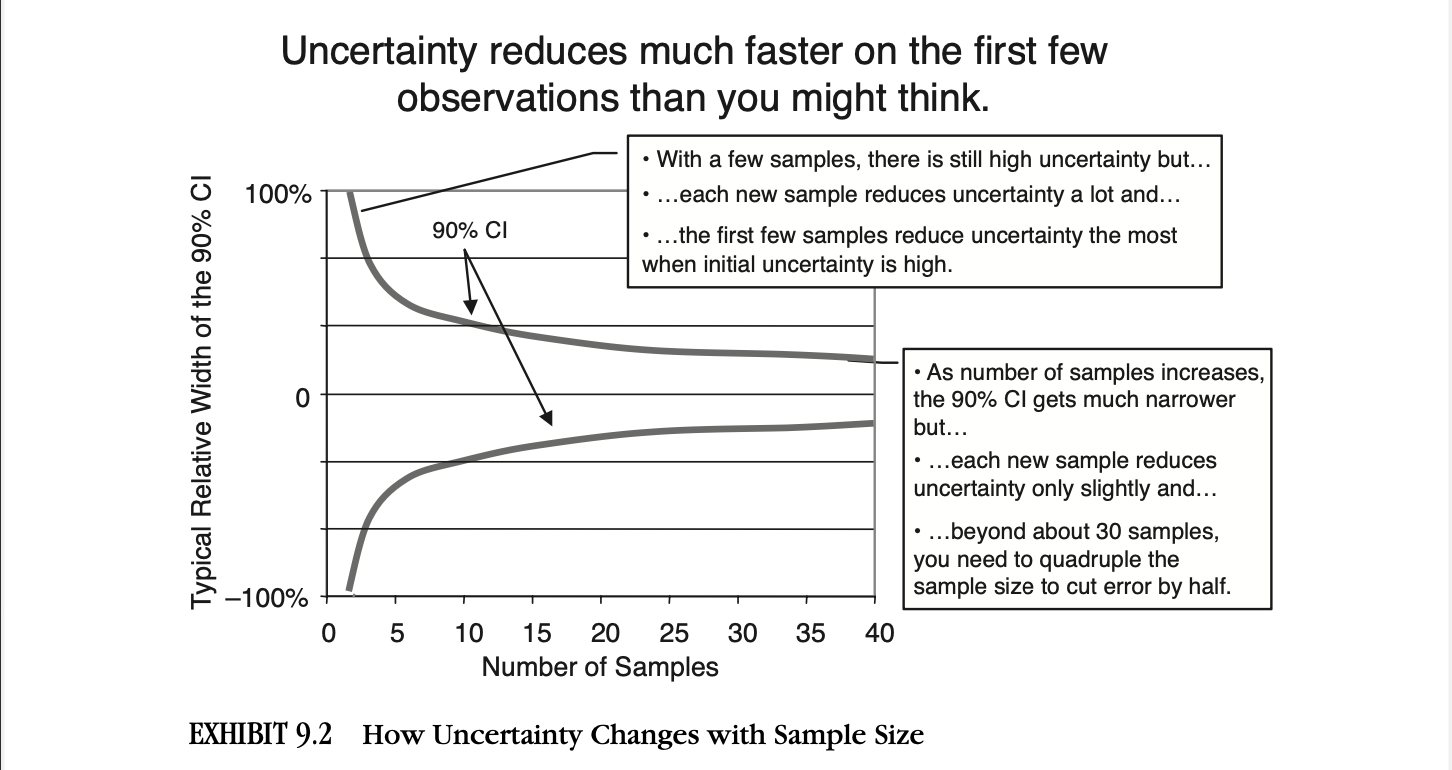 Uncertainty reduces much faster on the first few
observations than you might think.
• With a few samples, there is still high uncertainty but…
• …each new sample reduces uncertainty a lot and…
• …the first few samples reduce uncertainty the most
when initial uncertainty is high.
Typical Relative Width of the 90% CI
100%
0
–100%
90% CI
• As number of samples increases,
the 90% CI gets much narrower
but…
• …each new sample reduces
uncertainty only slightly and…
• …beyond about 30 samples,
you need to quadruple the
sample size to cut error by half.
0 5 10 15 20 25 30 35 40
Number of Samples
EXHIBIT 9.2 How Uncertainty Changes with Sample Size